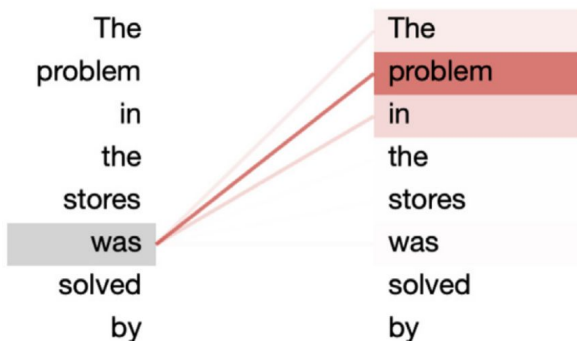 The The
problem problem
in in
the the
stores stores
was was
solved solved
by by